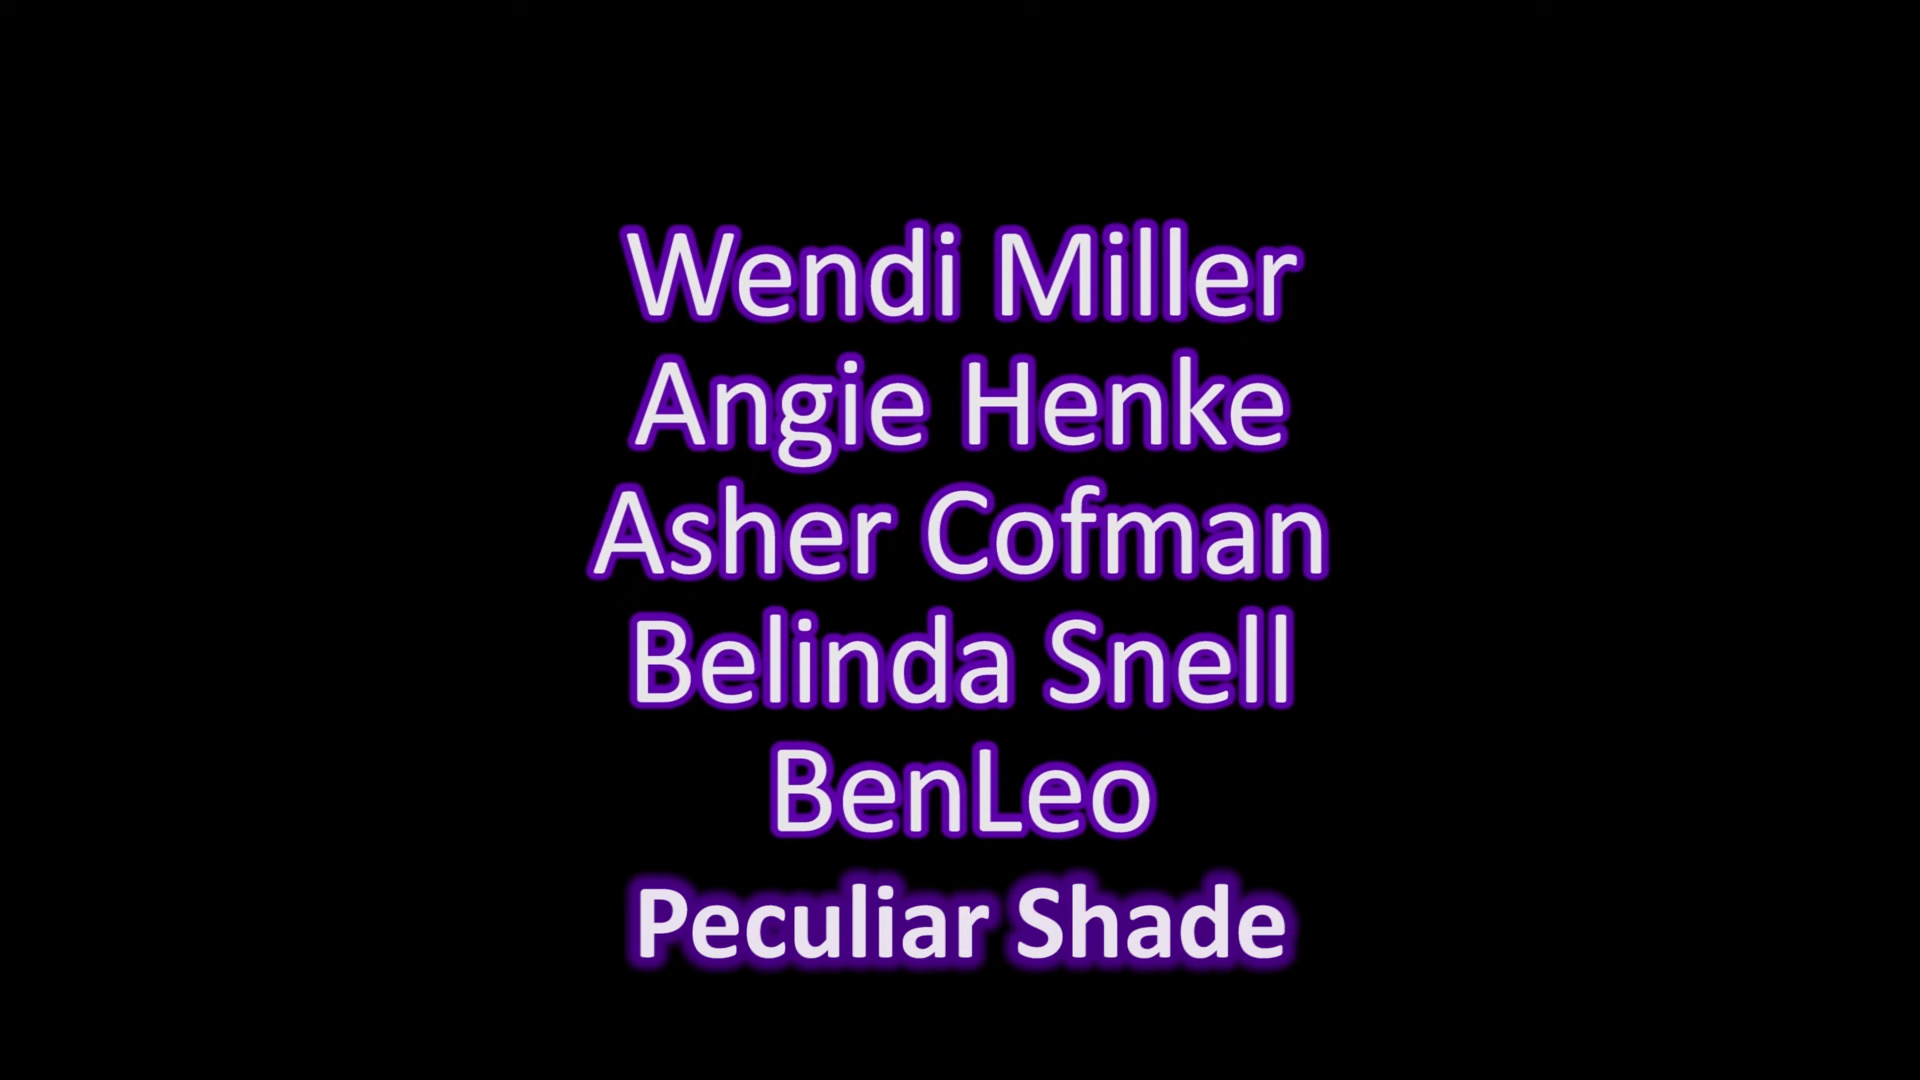 Wendi Miller
Angie Henke
Asher Cofman
Belinda Snell
BenLeo
Peculiar Shade